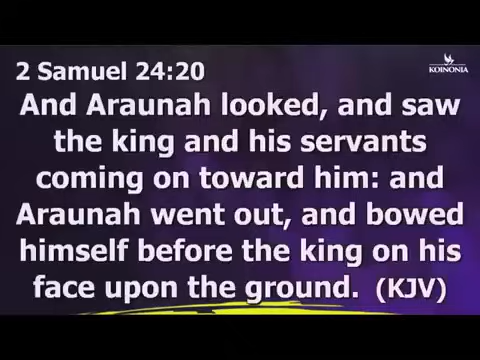 2 Samuel 24:20
KOINONIA
And Araunah looked, and saw
the king and his servants
coming on toward him: and
Araunah went out, and bowed
himself before the king on his
face upon the ground. (KJV)